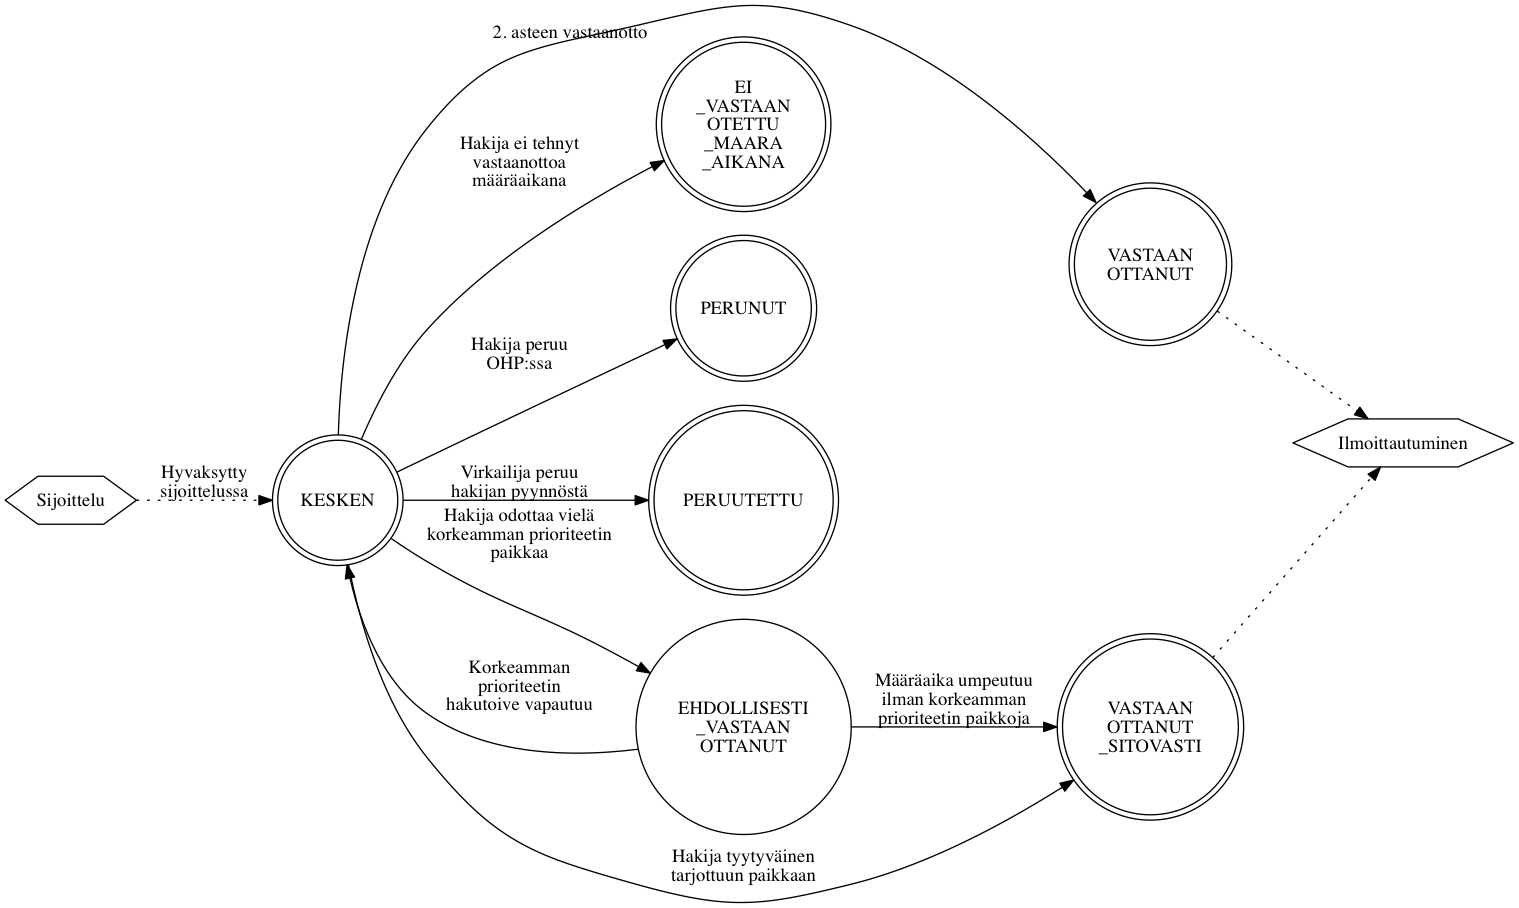 2. asteen vastaanotto
EI
_VASTAAN
OTETTU
_MAARA
_AIKANA
Hakija ei tehnyt
vastaanottoa
määräaikana
VASTAAN
OTTANUT
PERUNUT
Hakija peruu
OHP:ssa
Ilmoittautuminen
Sijoittelu
Hyvaksytty
sijoittelussa
KESKEN
Virkailija peruu
hakijan pyynnöstä
PERUUTETTU
Hakija odottaa vielä
korkeamman prioriteetin
paikkaa
Korkeamman
prioriteetin
hakutoive vapautuu
EHDOLLISESTI
_VASTAAN
OTTANUT
Määräaika umpeutuu
ilman korkeamman
prioriteetin paikkoja
VASTAAN
OTTANUT
_SITOVASTI
Hakija tyytyväinen
tarjottuun paikkaan